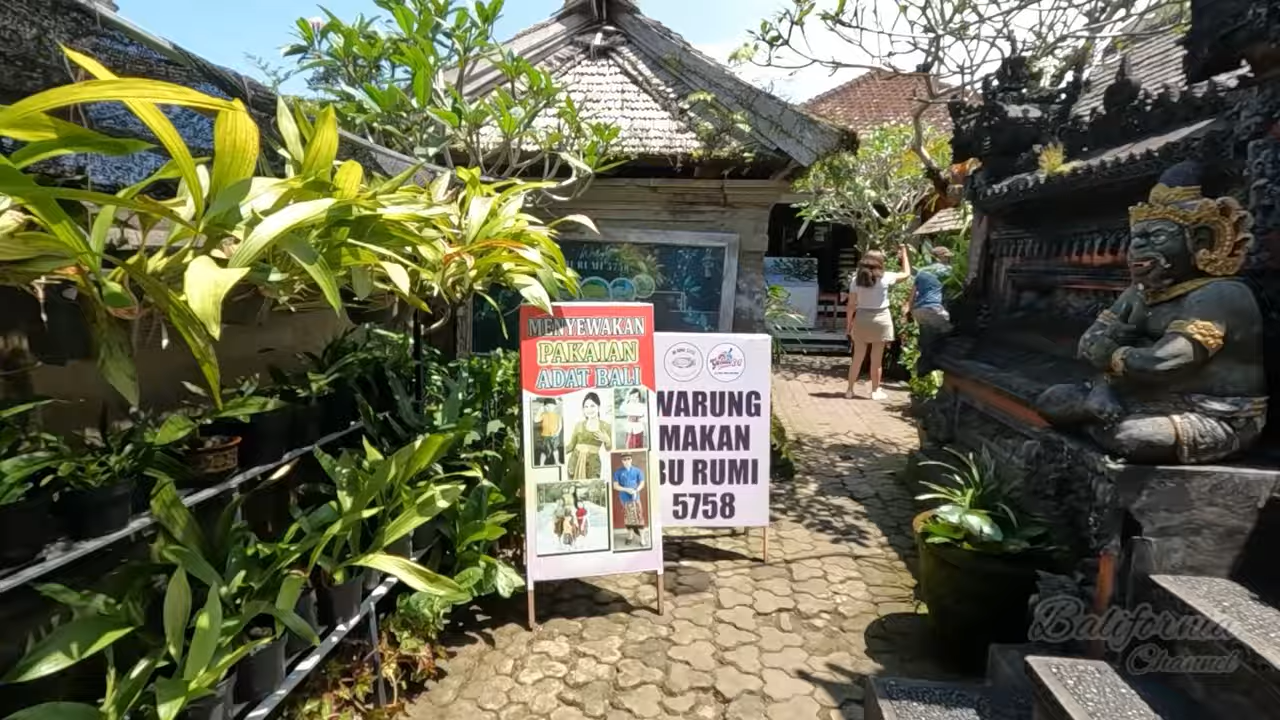 MENYEWAKAN
PAKAIAN
ADAT BALI
WARUNG
MAKAN
BU RUMI
5758
Balifornia
Channel